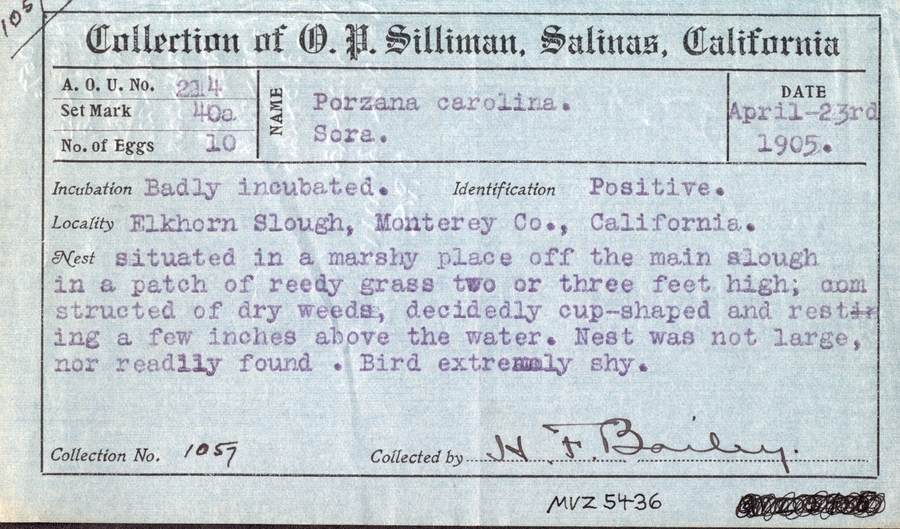 105
Collection of O. P. Silliman, Salinas, California
A. O. U. No. 214
Set Mark 40a
No. of Eggs 10
NAME
Porzana carolina.
Sora.
DATE
April-23rd
1905.
Incubation Badly incubated. Identification Positive.
Locality Elkhorn Slough, Monterey Co., California.
Nest situated in a marshy place off the main slough
in a patch of reedy grass two or three feet high; com
structed of dry weeds, decidedly cup-shaped and rest
ing a few inches above the water. Nest was not large,
nor readily found . Bird extremely shy.
Collection No. 1057 Collected by H. F. Bailey.
MVZ 5436